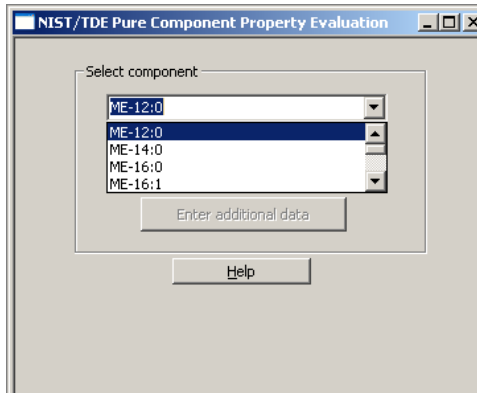 NIST/TDE Pure Component Property Evaluation
Select component
ME-12:0
ME-12:0
ME-14:0
ME-16:0
ME-16:1
Enter additional data
Help